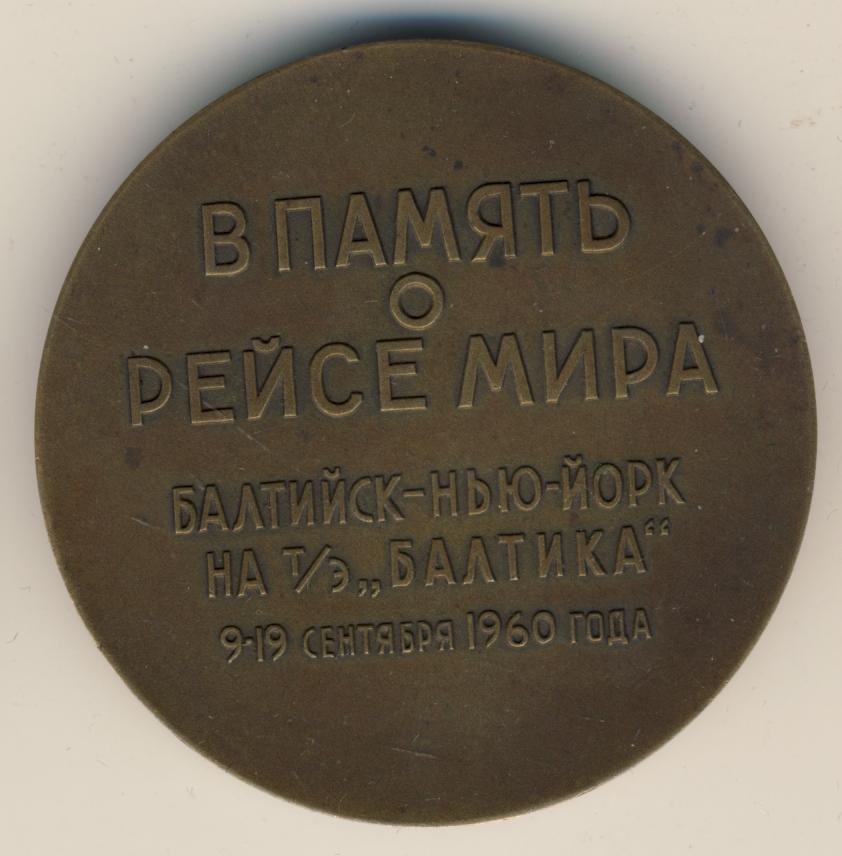 В ПАМЯТЬ
О
РЕЙСЕ МИРА
БАЛТИЙСК-НЬЮ-ЙОРК
НА Т/Э „БАЛТИКА“
9-19 СЕНТЯБРЯ 1960 ГОДА